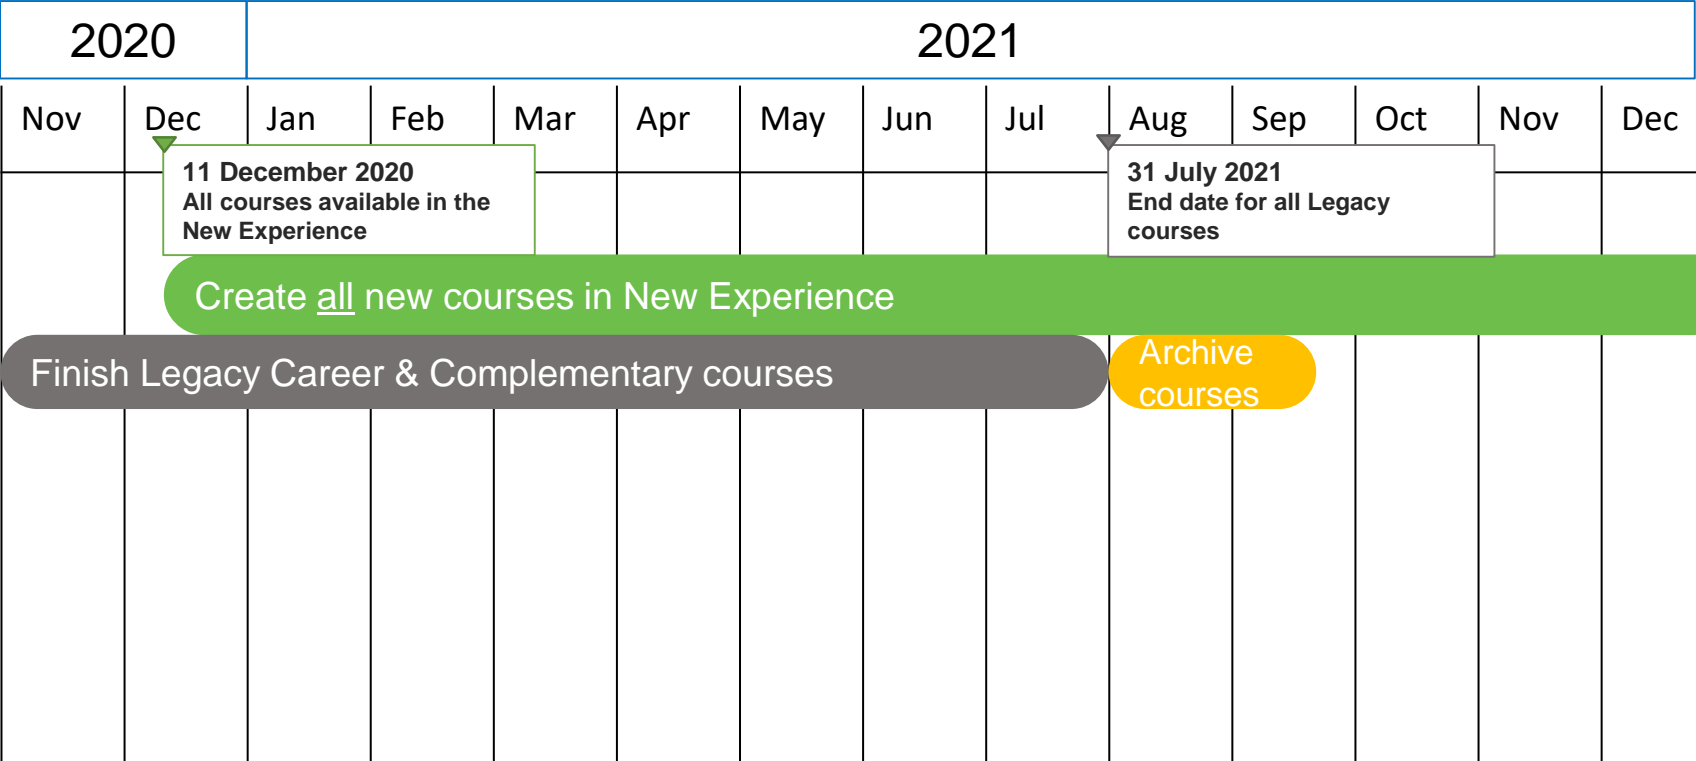 2020
2021
Nov
Dec
Jan
Feb
Mar
Apr
May
Jun
Jul
Aug
Sep
Oct
Nov
Dec
11 December 2020
All courses available in the
New Experience
31 July 2021
End date for all Legacy
courses
Create all new courses in New Experience
Finish Legacy Career & Complementary courses
Archive
courses